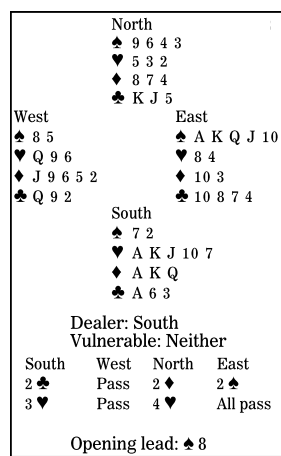 North
♠ 9 6 4 3
♥ 5 3 2
♦ 8 7 4
♣ K J 5
West East
♠ 8 5 ♠ A K Q J 10
♥ Q 9 6 ♥ 8 4
♦ J 9 6 5 2 ♦ 10 3
♣ Q 9 2 ♣ 10 8 7 4
South
♠ 7 2
♥ A K J 10 7
♦ A K Q
♣ A 6 3
Dealer: South
Vulnerable: Neither
South West North East
2 ♣ Pass 2 ♦ 2 ♠
3 ♥ Pass 4 ♥ All pass
Opening lead: ♠ 8